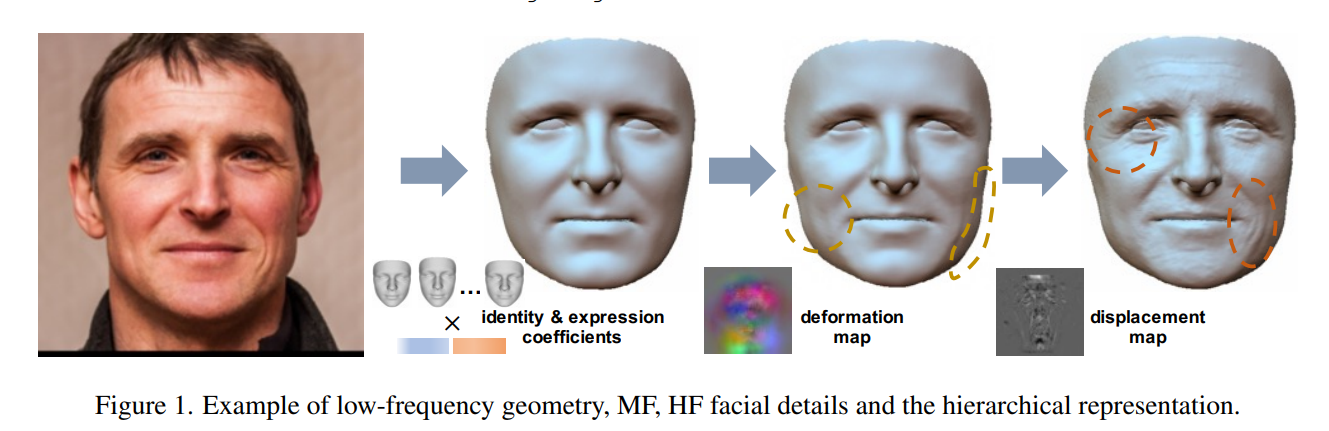 identity & expression
coefficients
deformation
map
displacement
map
Figure 1. Example of low-frequency geometry, MF, HF facial details and the hierarchical representation.